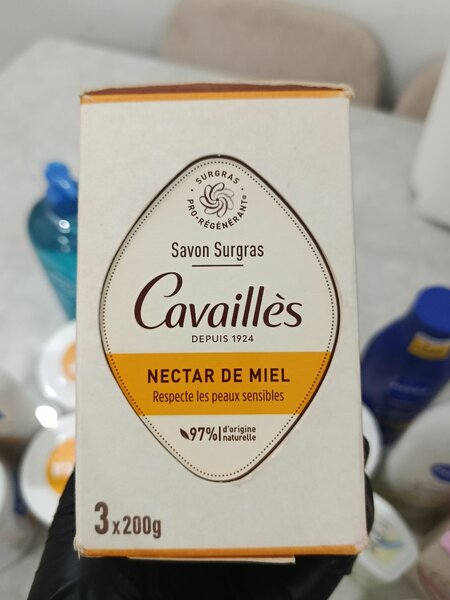 SURGRAS
PRO-RÉGÉNÉRANT®
Savon Surgras
Cavaillès
DEPUIS 1924
NECTAR DE MIEL
Respecte les peaux sensibles
97% d'origine
naturelle
3x200g